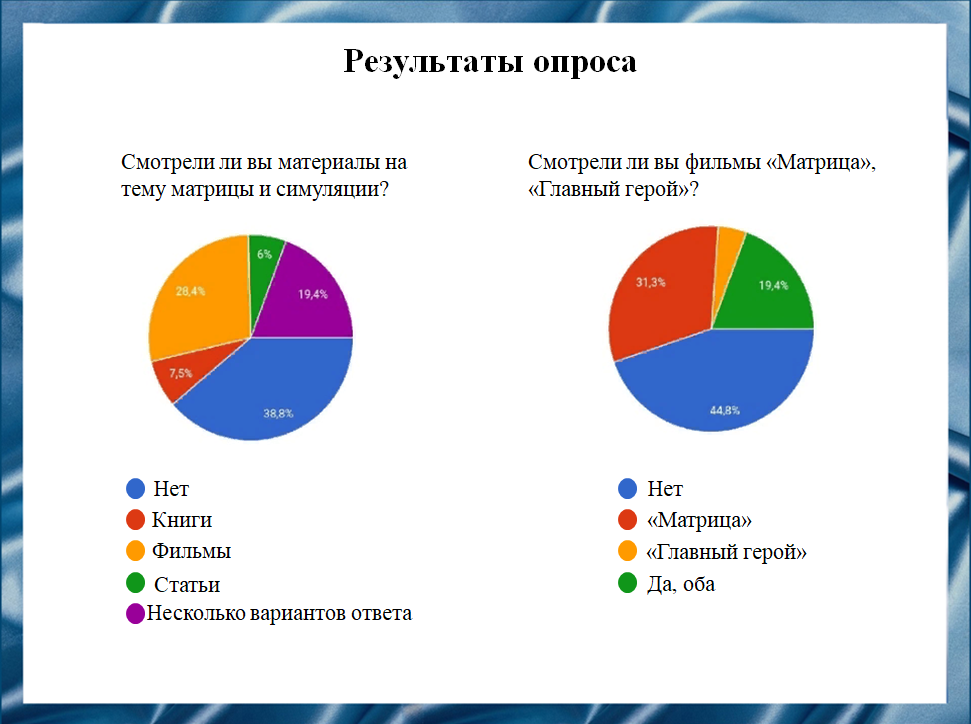 Результаты опроса
Смотрели ли вы материалы на
тему матрицы и симуляции?
6%
19,4%
28,4%
7,5%
38,8%
Нет
Книги
Фильмы
Статьи
Несколько вариантов ответа
Смотрели ли вы фильмы «Матрица»,
«Главный герой»?
31,3%
19,4%
44,8%
Нет
«Матрица»
«Главный герой»
Да, оба